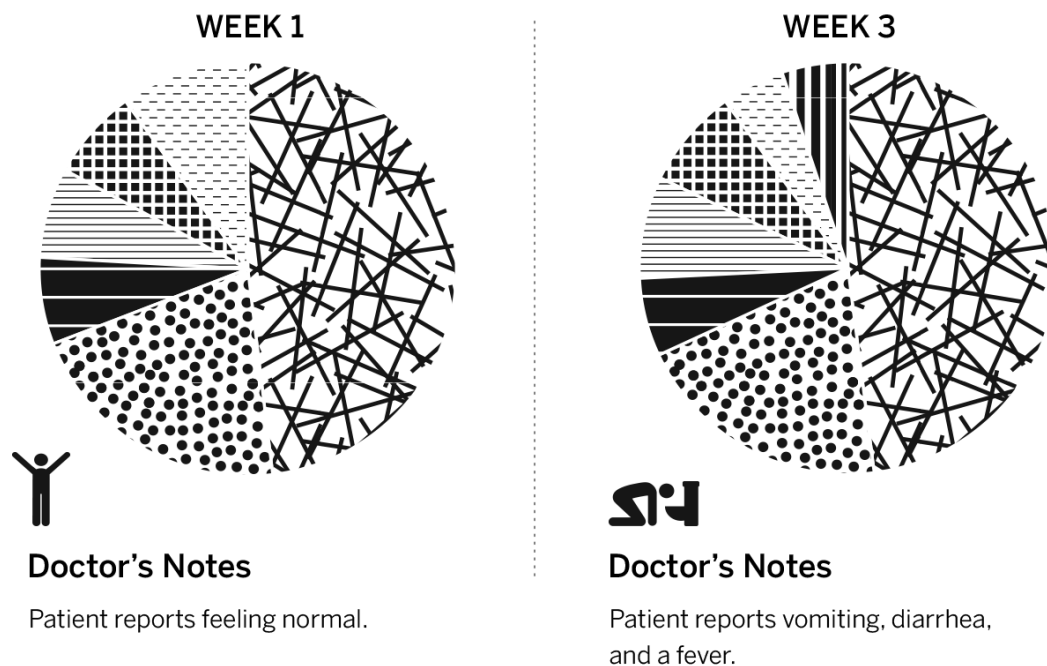 WEEK 1
Doctor’s Notes
Patient reports feeling normal.
WEEK 3
Doctor’s Notes
Patient reports vomiting, diarrhea,
and a fever.